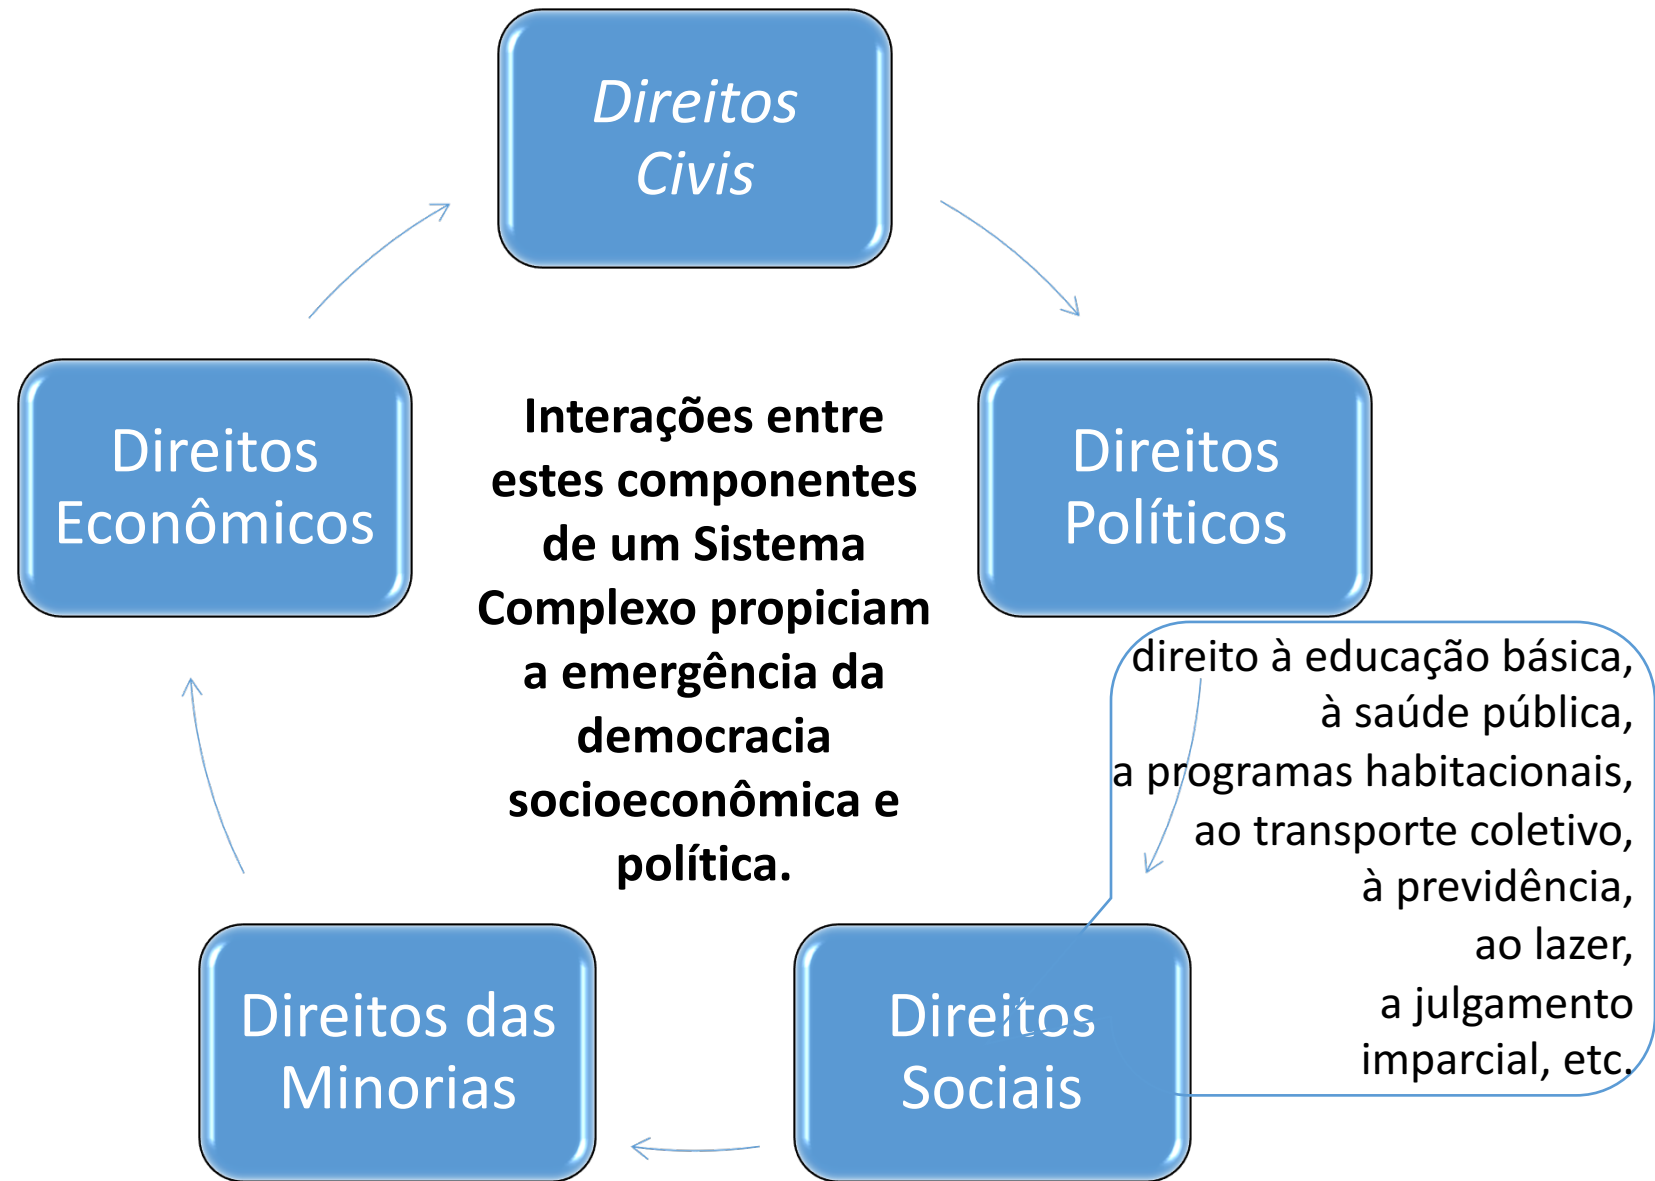 Direitos
Civis
Direitos
Econômicos
Interações entre
estes componentes
de um Sistema
Complexo propiciam
a emergência da
democracia
socioeconômica e
política.
Direitos
Políticos
direito à educação básica,
à saúde pública,
a programas habitacionais,
ao transporte coletivo,
à previdência,
ao lazer,
a julgamento
imparcial, etc.
Direitos das
Minorias
Direitos
Sociais